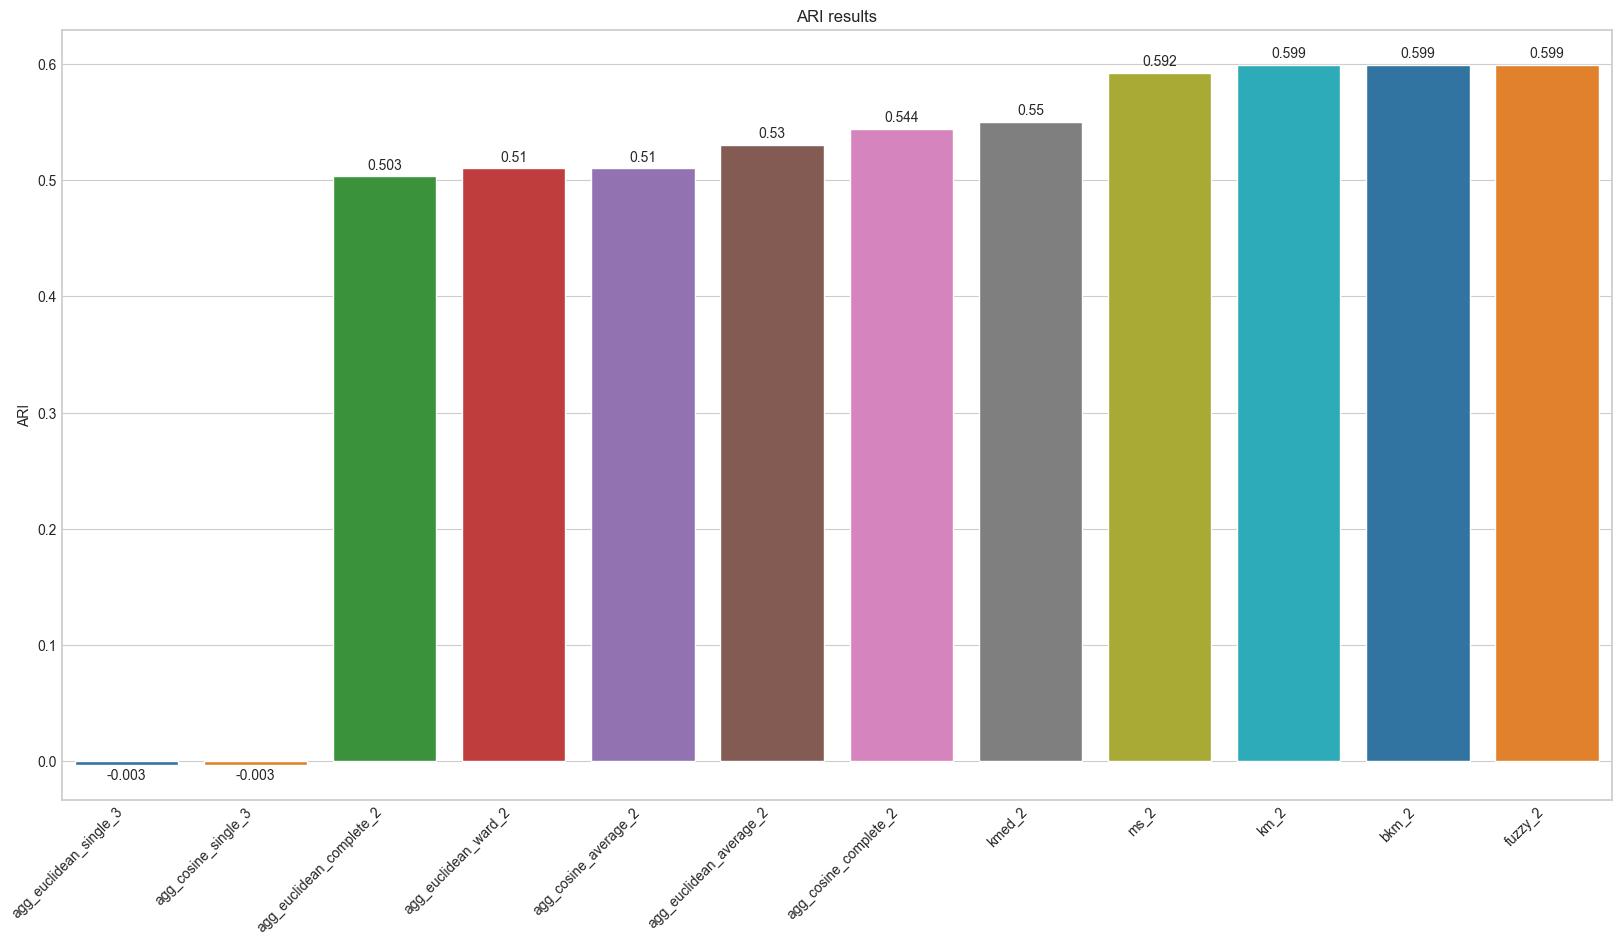 ARI results
ARI
0.6
0.5
0.4
0.3
0.2
0.1
0.0
-0.003
-0.003
0.503
0.51
0.51
0.53
0.544
0.55
0.592
0.599
0.599
0.599
agg_euclidean_single_3
agg_cosine_single_3
agg_euclidean_complete_2
agg_euclidean_ward_2
agg_cosine_average_2
agg_euclidean_average_2
agg_cosine_complete_2
kmed_2
ms_2
km_2
bkm_2
fuzzy_2